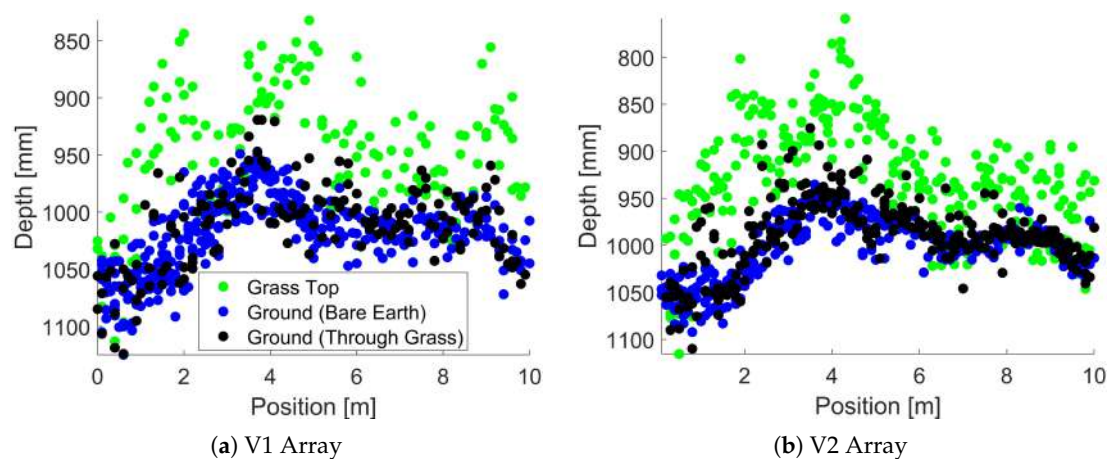 850
900
950
1000
1050
1100
Depth [mm]
0
2
4
6
8
10
Position [m]
Grass Top
Ground (Bare Earth)
Ground (Through Grass)
(a) V1 Array
800
850
900
950
1000
1050
1100
Depth [mm]
2
4
6
8
10
Position [m]
(b) V2 Array